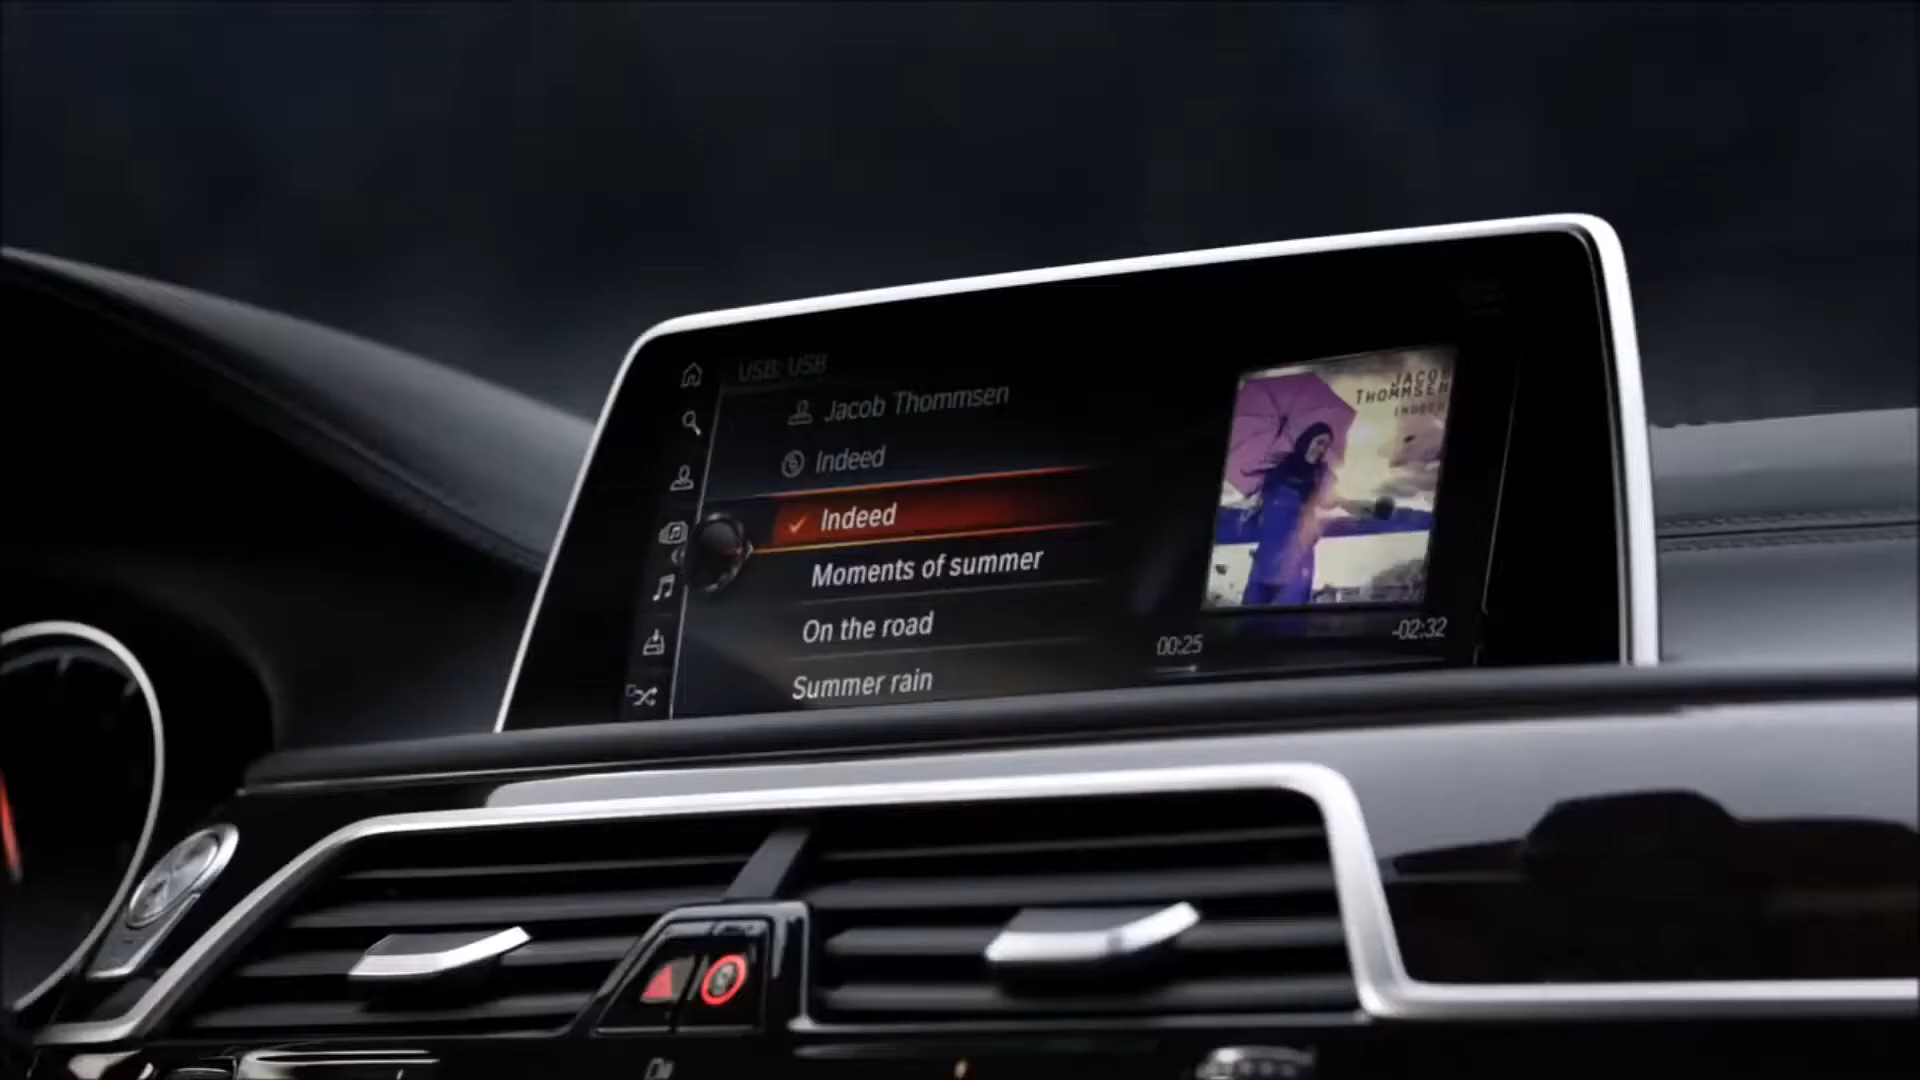 USB: USB
Jacob Thommsen
Indeed
Indeed
Moments of summer
On the road
Summer rain
JACOB
THOMMSEN
INDEED
00:25
-02:32